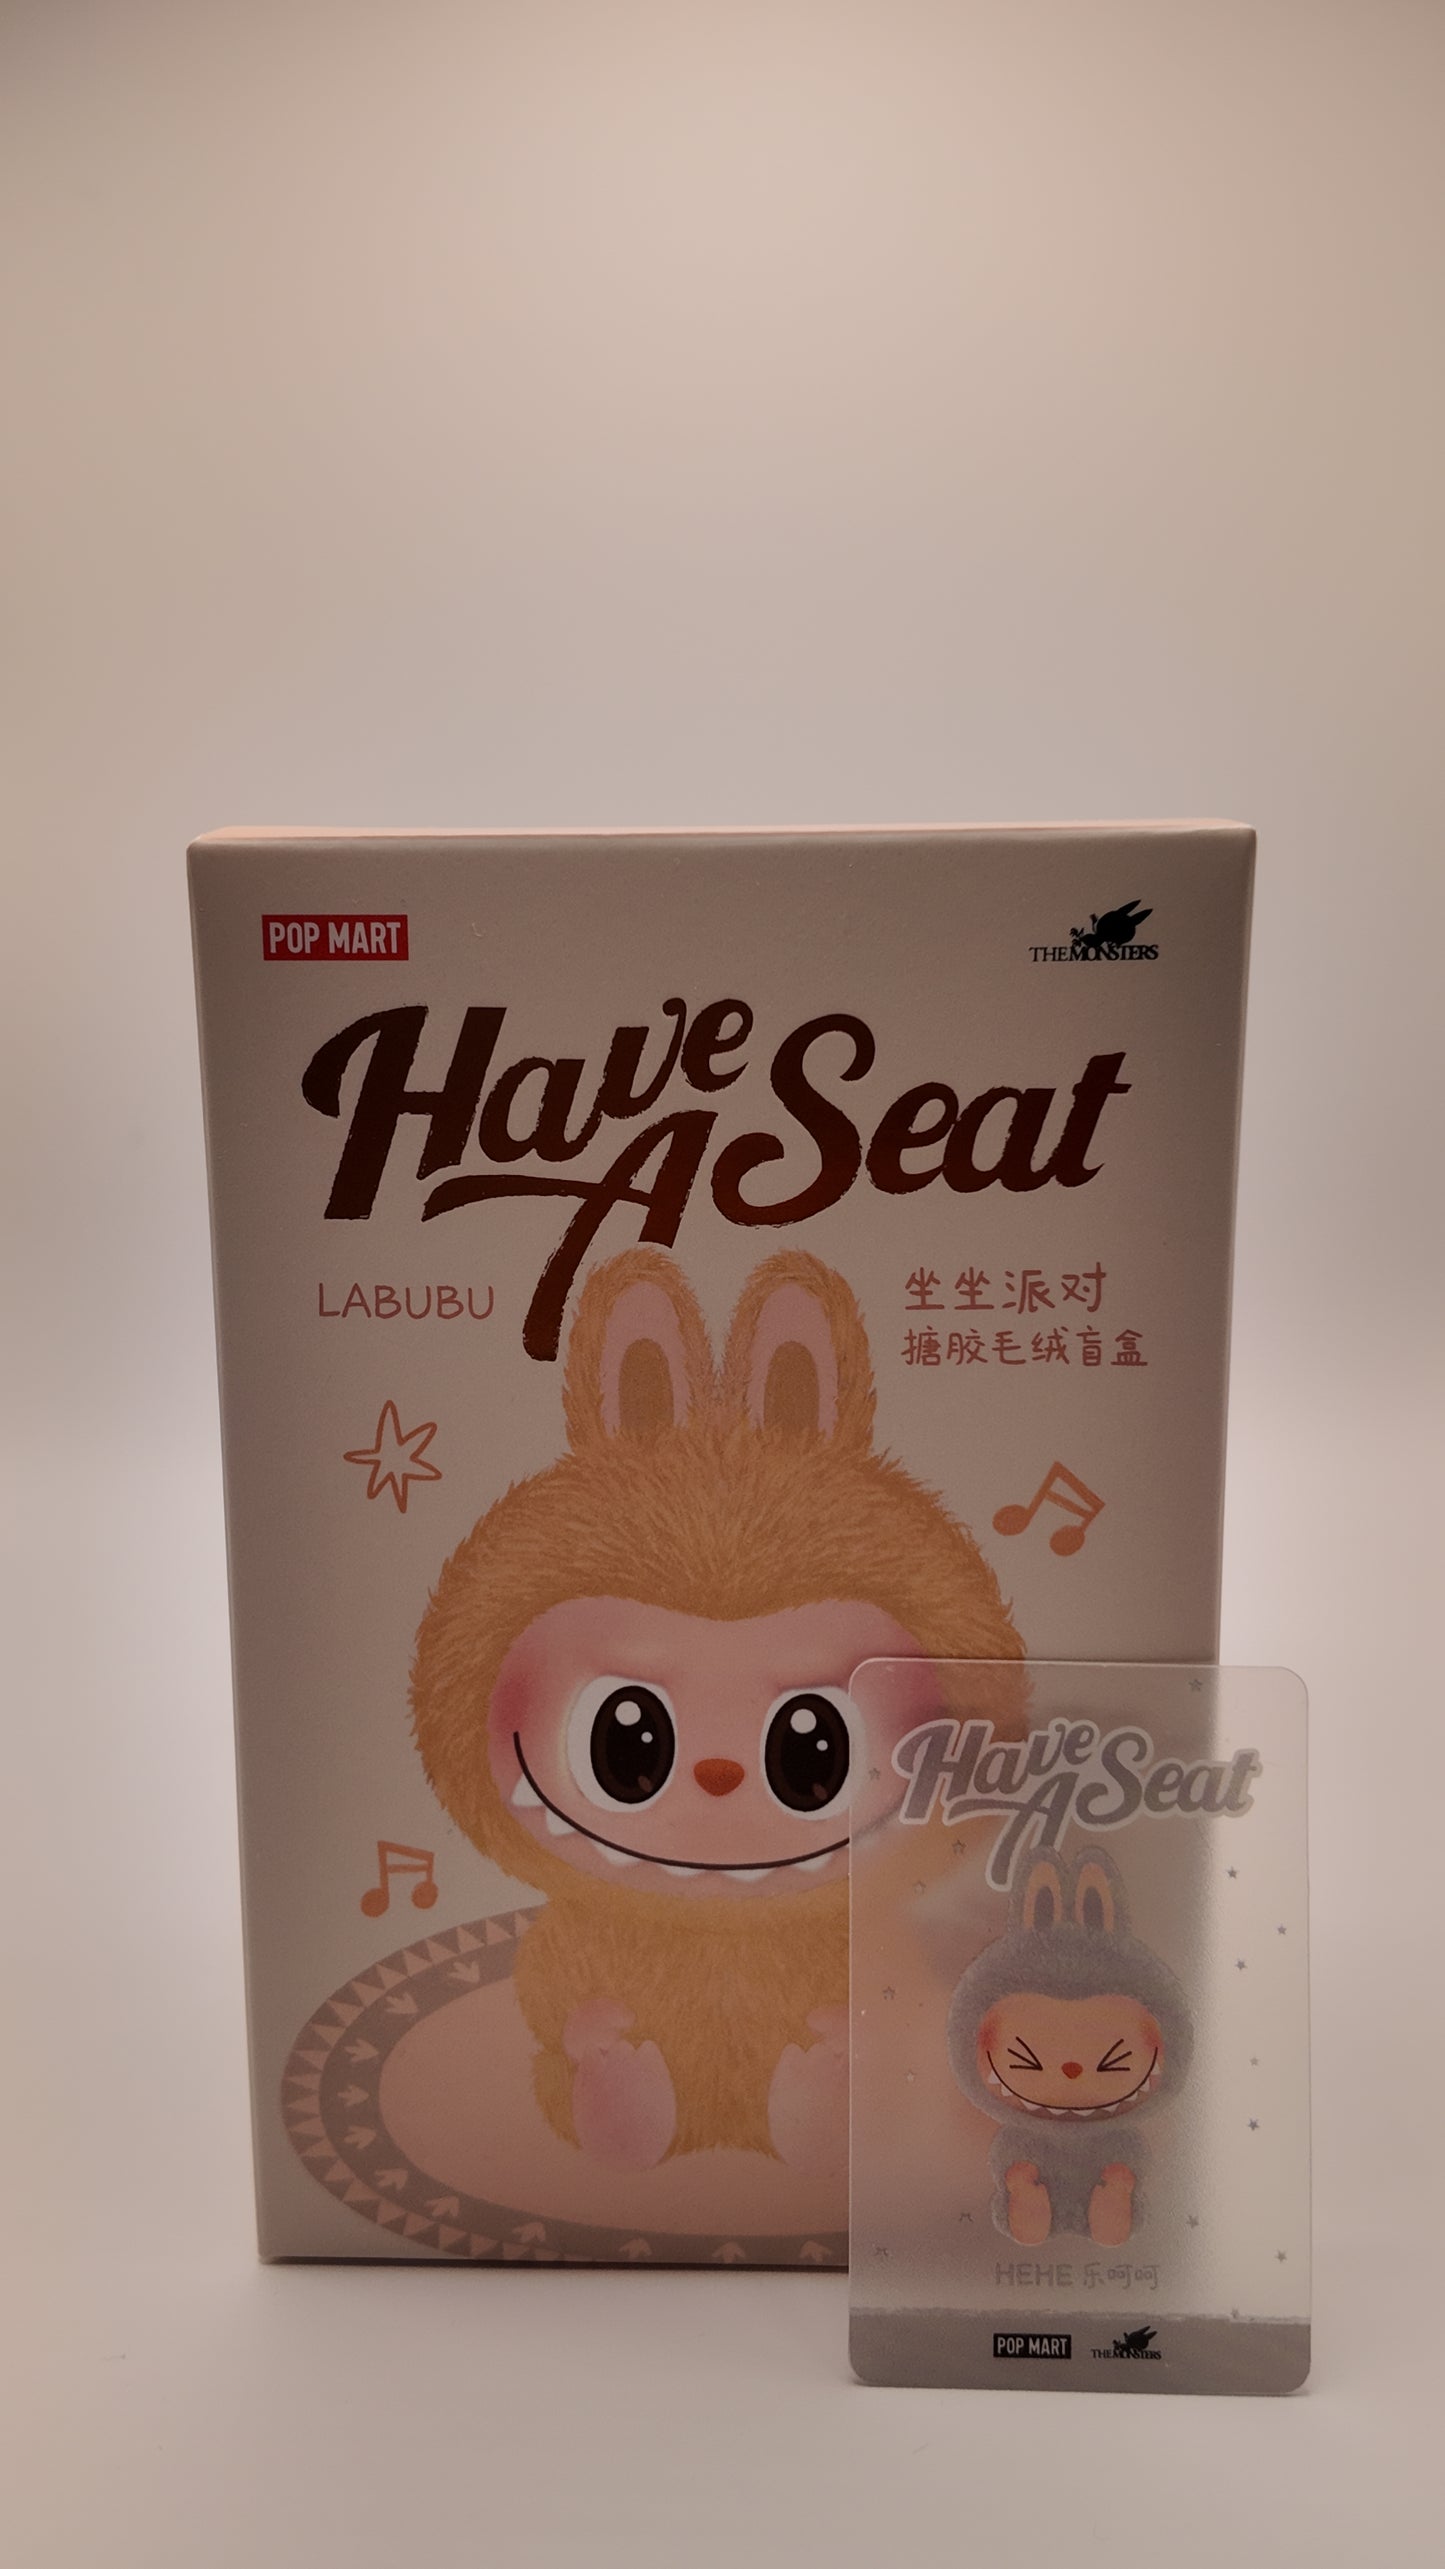 POP MART
THE MONSTERS
Have A Seat
LABUBU
坐坐派对
搪胶毛绒盲盒
Have A Seat
HEHE 乐呵呵
POP MART
THE MONSTERS